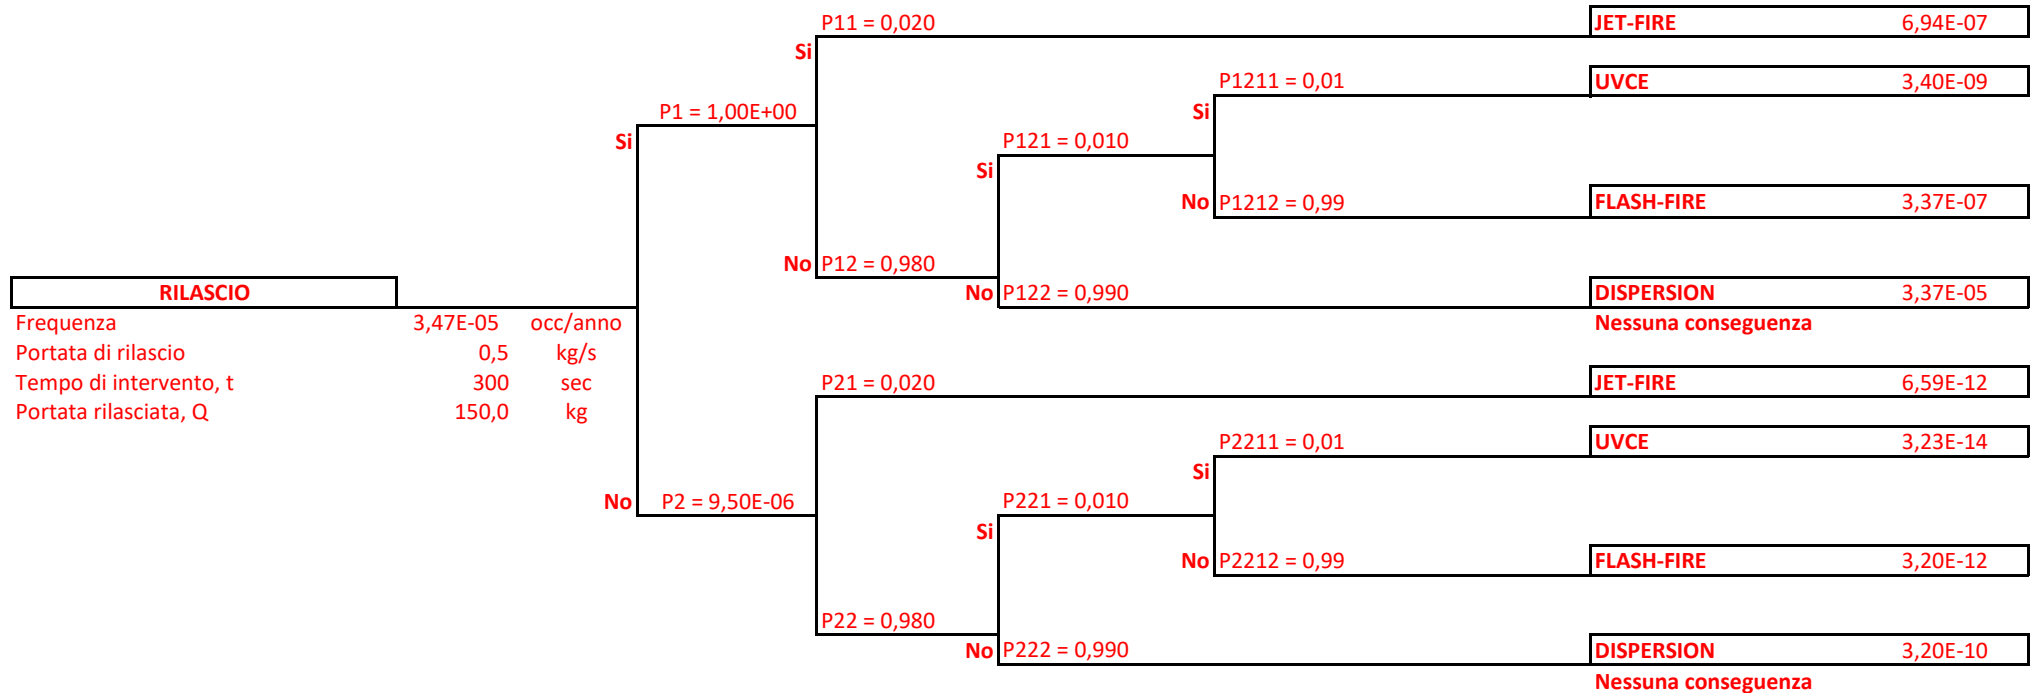 P11 = 0,020 JET-FIRE 6,94E-07
Si
P1211 = 0,01 UVCE 3,40E-09
P1 = 1,00E+00 Si
Si P121 = 0,010
Si
No P1212 = 0,99 FLASH-FIRE 3,37E-07
No P12 = 0,980
RILASCIO No P122 = 0,990 DISPERSION 3,37E-05
Frequenza 3,47E-05 occ/anno Nessuna conseguenza
Portata di rilascio 0,5 kg/s
Tempo di intervento, t 300 sec P21 = 0,020 JET-FIRE 6,59E-12
Portata rilasciata, Q 150,0 kg
P2211 = 0,01 UVCE 3,23E-14
Si
No P2 = 9,50E-06 P221 = 0,010
Si
No P2212 = 0,99 FLASH-FIRE 3,20E-12
P22 = 0,980
No P222 = 0,990 DISPERSION 3,20E-10
Nessuna conseguenza